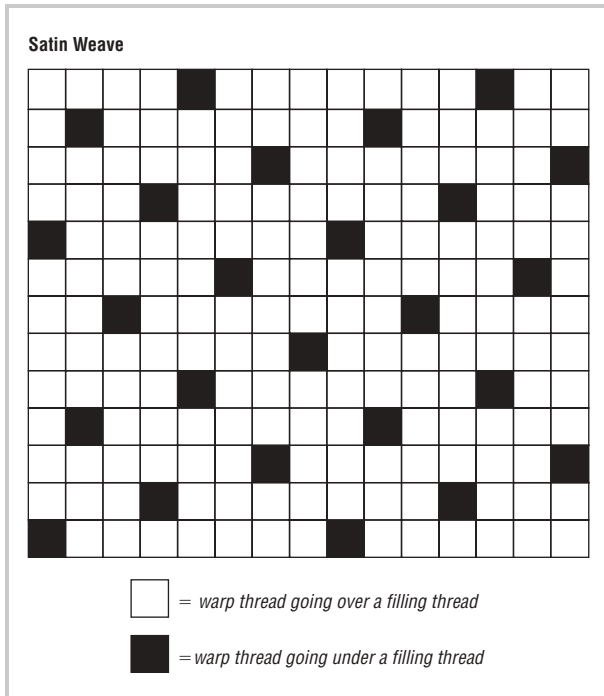 Satin Weave
= warp thread going over a filling thread
= warp thread going under a filling thread